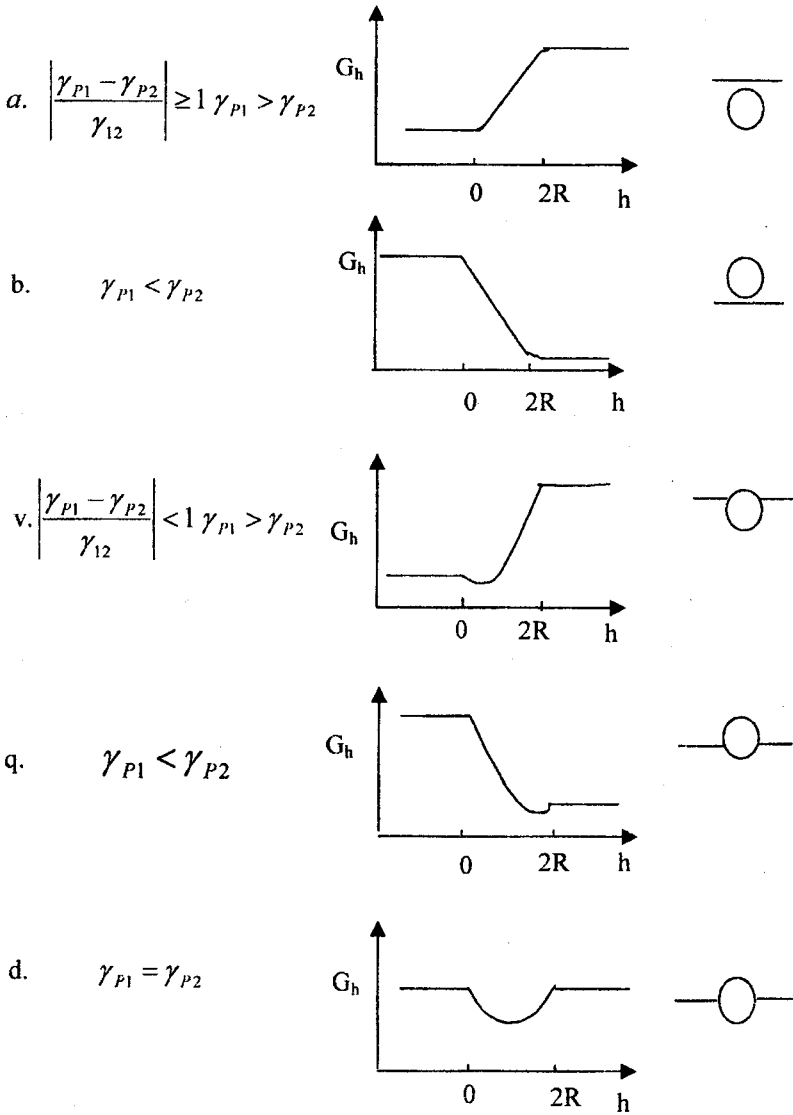 a. |γP1 − γP2 / γ12| ≥ 1 γP1 > γP2
Gh
0 2R h
b. γP1 < γP2
Gh
0 2R h
v. |γP1 − γP2 / γ12| < 1 γP1 > γP2
Gh
0 2R h
q. γP1 < γP2
Gh
0 2R h
d. γP1 = γP2
Gh
0 2R h